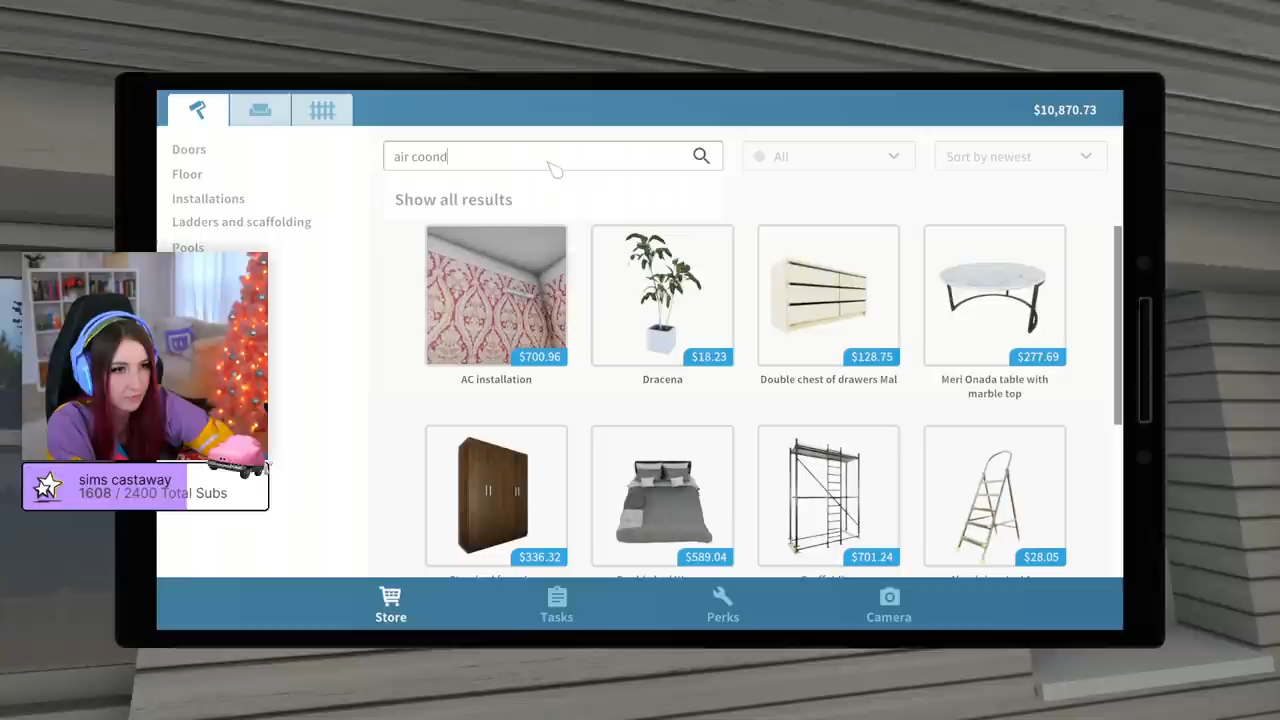 $10,870.73
Doors
Floor
Installations
Ladders and scaffolding
Pools
air coond
All
Sort by newest
Show all results
$700.96
$18.23
$128.75
$277.69
AC installation
Dracena
Double chest of drawers Mal
Meri Onada table with
marble top
$336.32
$589.04
$701.24
$28.05
sims castaway
1608 / 2400 Total Subs
Store
Tasks
Perks
Camera